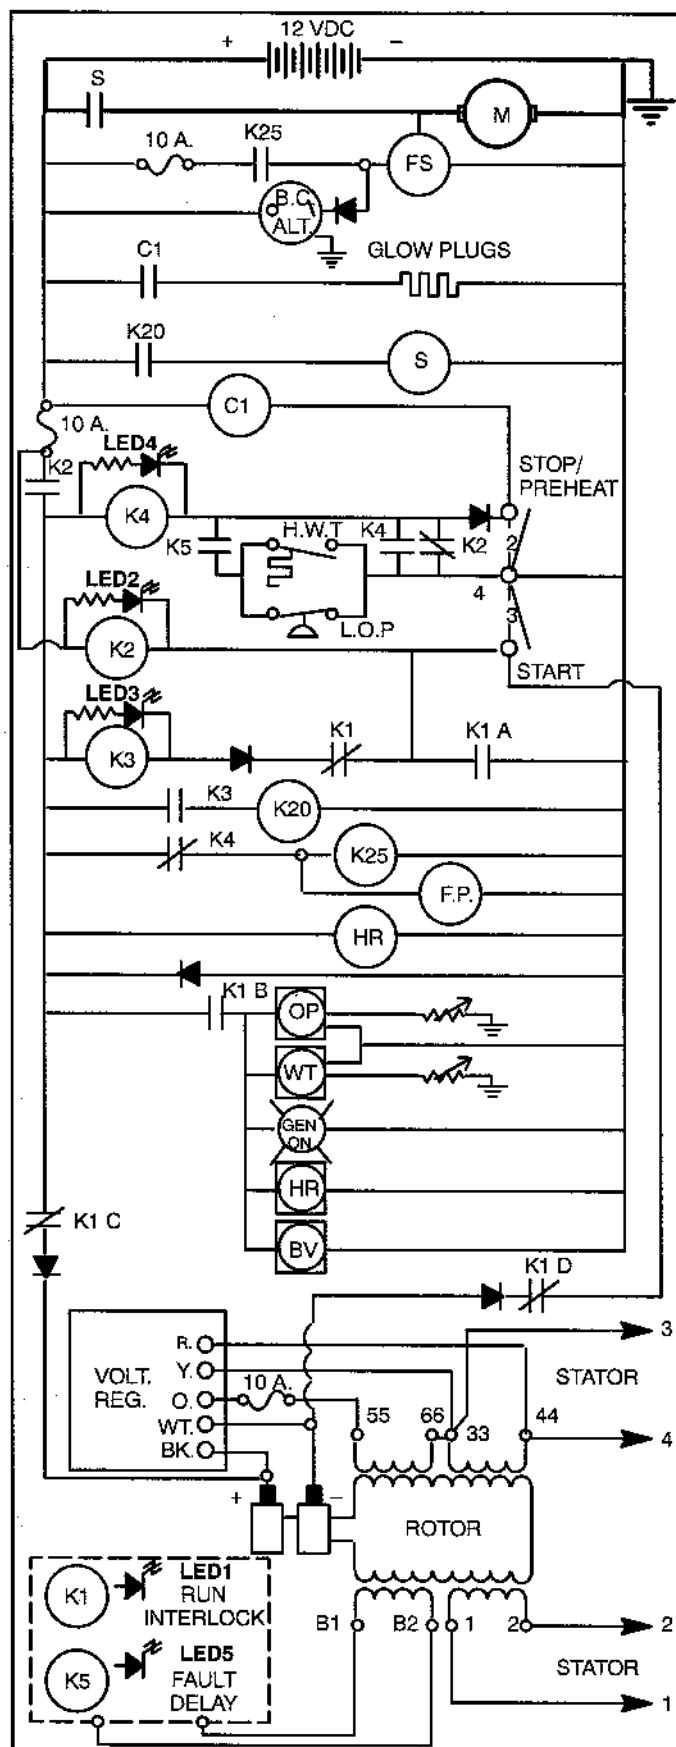 12 VDC
+ −
S
M
10 A.
K25
FS
B.C
ALT.
C1
GLOW PLUGS
K20
S
C1
10 A.
LED4
K2
STOP/
PREHEAT
K4
H.W.T
K4
K5
K2
2
LED2
4
1
3
L.O.P
K2
START
LED3
K1
K1 A
K3
K3
K20
K4
K25
F.P.
HR
K1 B
OP
WT
GEN
ON
HR
K1 C
BV
K1 D
3
R.
VOLT.
REG.
Y.
STATOR
10 A.
O.
55
66
33
44
WT.
4
BK.
+ −
ROTOR
LED1
K1
RUN
INTERLOCK
B1
B2
1
2
2
LED5
K5
FAULT
DELAY
STATOR
1